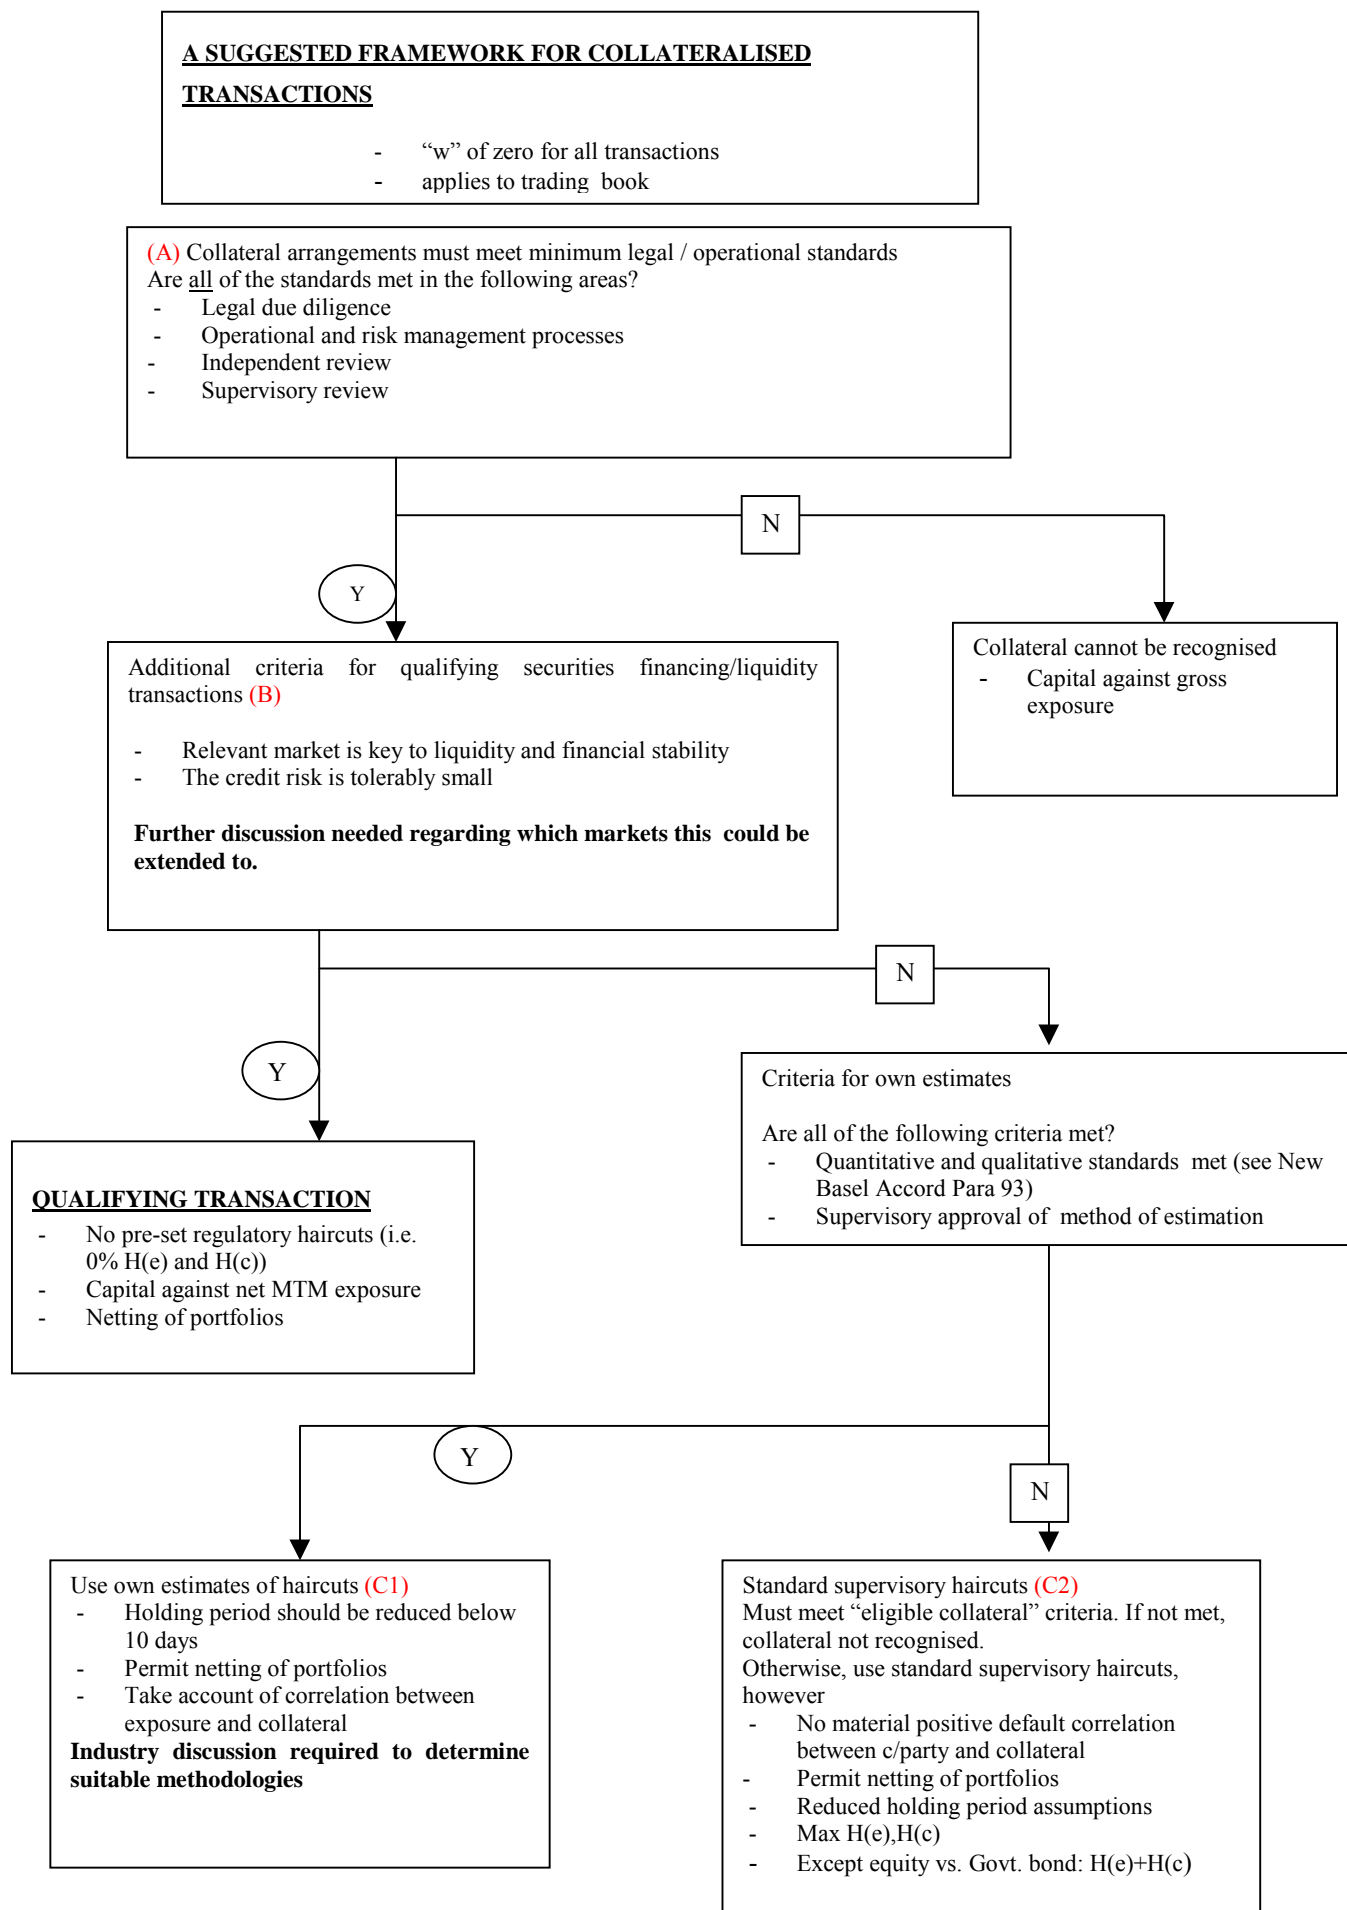 A SUGGESTED FRAMEWORK FOR COLLATERALISED
TRANSACTIONS
- “w” of zero for all transactions
- applies to trading book
(A) Collateral arrangements must meet minimum legal / operational standards
Are all of the standards met in the following areas?
- Legal due diligence
- Operational and risk management processes
- Independent review
- Supervisory review
N
Y
Collateral cannot be recognised
- Capital against gross
exposure
Additional criteria for qualifying securities financing/liquidity
transactions (B)
- Relevant market is key to liquidity and financial stability
- The credit risk is tolerably small
Further discussion needed regarding which markets this could be
extended to.
N
Y
Criteria for own estimates
Are all of the following criteria met?
- Quantitative and qualitative standards met (see New
Basel Accord Para 93)
- Supervisory approval of method of estimation
QUALIFYING TRANSACTION
- No pre-set regulatory haircuts (i.e.
0% H(e) and H(c))
- Capital against net MTM exposure
- Netting of portfolios
Y
N
Use own estimates of haircuts (C1)
- Holding period should be reduced below
10 days
- Permit netting of portfolios
- Take account of correlation between
exposure and collateral
Industry discussion required to determine
suitable methodologies
Standard supervisory haircuts (C2)
Must meet “eligible collateral” criteria. If not met,
collateral not recognised.
Otherwise, use standard supervisory haircuts,
however
- No material positive default correlation
between c/party and collateral
- Permit netting of portfolios
- Reduced holding period assumptions
- Max H(e),H(c)
- Except equity vs. Govt. bond: H(e)+H(c)